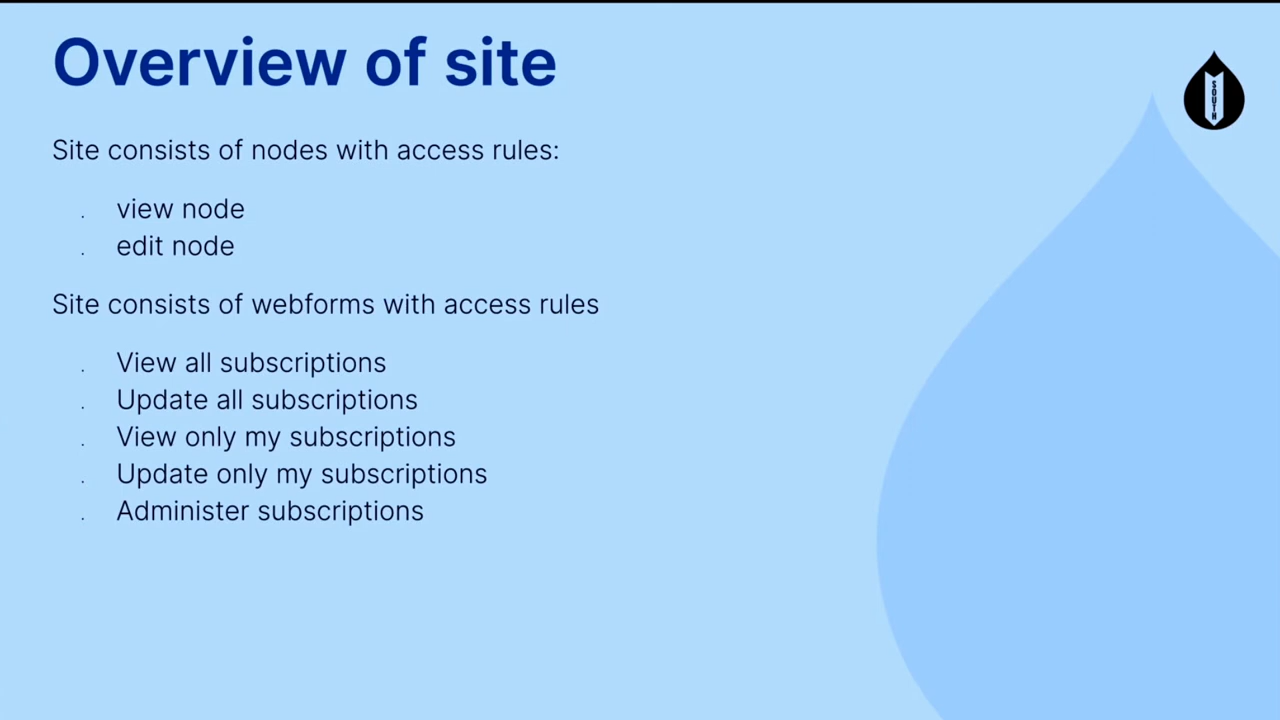 Overview of site
SOUTH
Site consists of nodes with access rules:
. view node
. edit node
Site consists of webforms with access rules
. View all subscriptions
. Update all subscriptions
. View only my subscriptions
. Update only my subscriptions
. Administer subscriptions